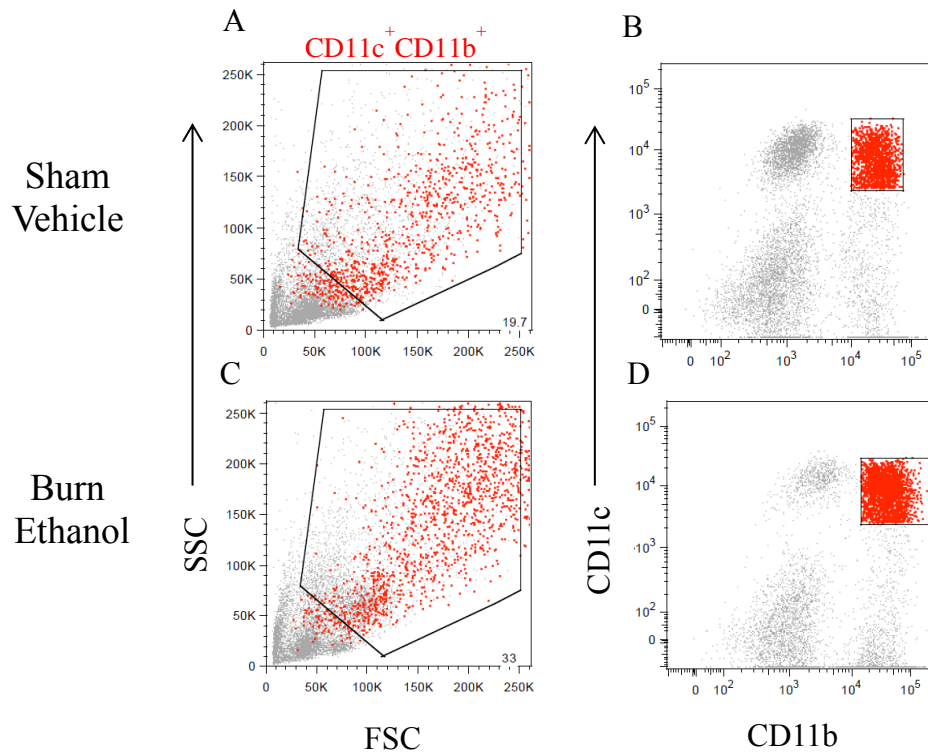 A
CD11c+CD11b+
B
Sham
Vehicle
250K
200K
150K
100K
50K
0
0 50K 100K 150K 200K 250K
19.7
10^5
10^4
10^3
10^2
0
0 10^2 10^3 10^4 10^5
C
D
Burn
Ethanol
SSC
250K
200K
150K
100K
50K
0
0 50K 100K 150K 200K 250K
33
CD11c
10^5
10^4
10^3
10^2
0
0 10^2 10^3 10^4 10^5
FSC
CD11b